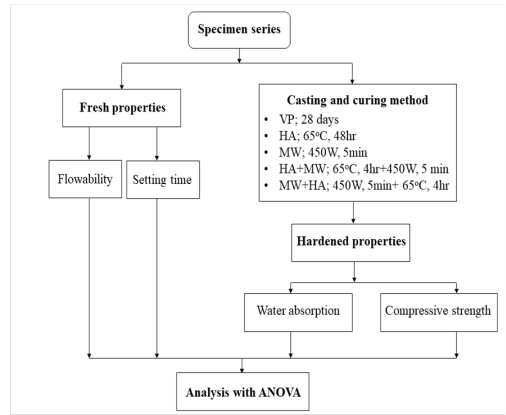 Specimen series
Fresh properties
Flowability
Setting time
Casting and curing method
• VP; 28 days
• HA; 65°C, 48hr
• MW; 450W, 5min
• HA+MW; 65°C, 4hr+450W, 5 min
• MW+HA; 450W, 5min+ 65°C, 4hr
Hardened properties
Water absorption
Compressive strength
Analysis with ANOVA